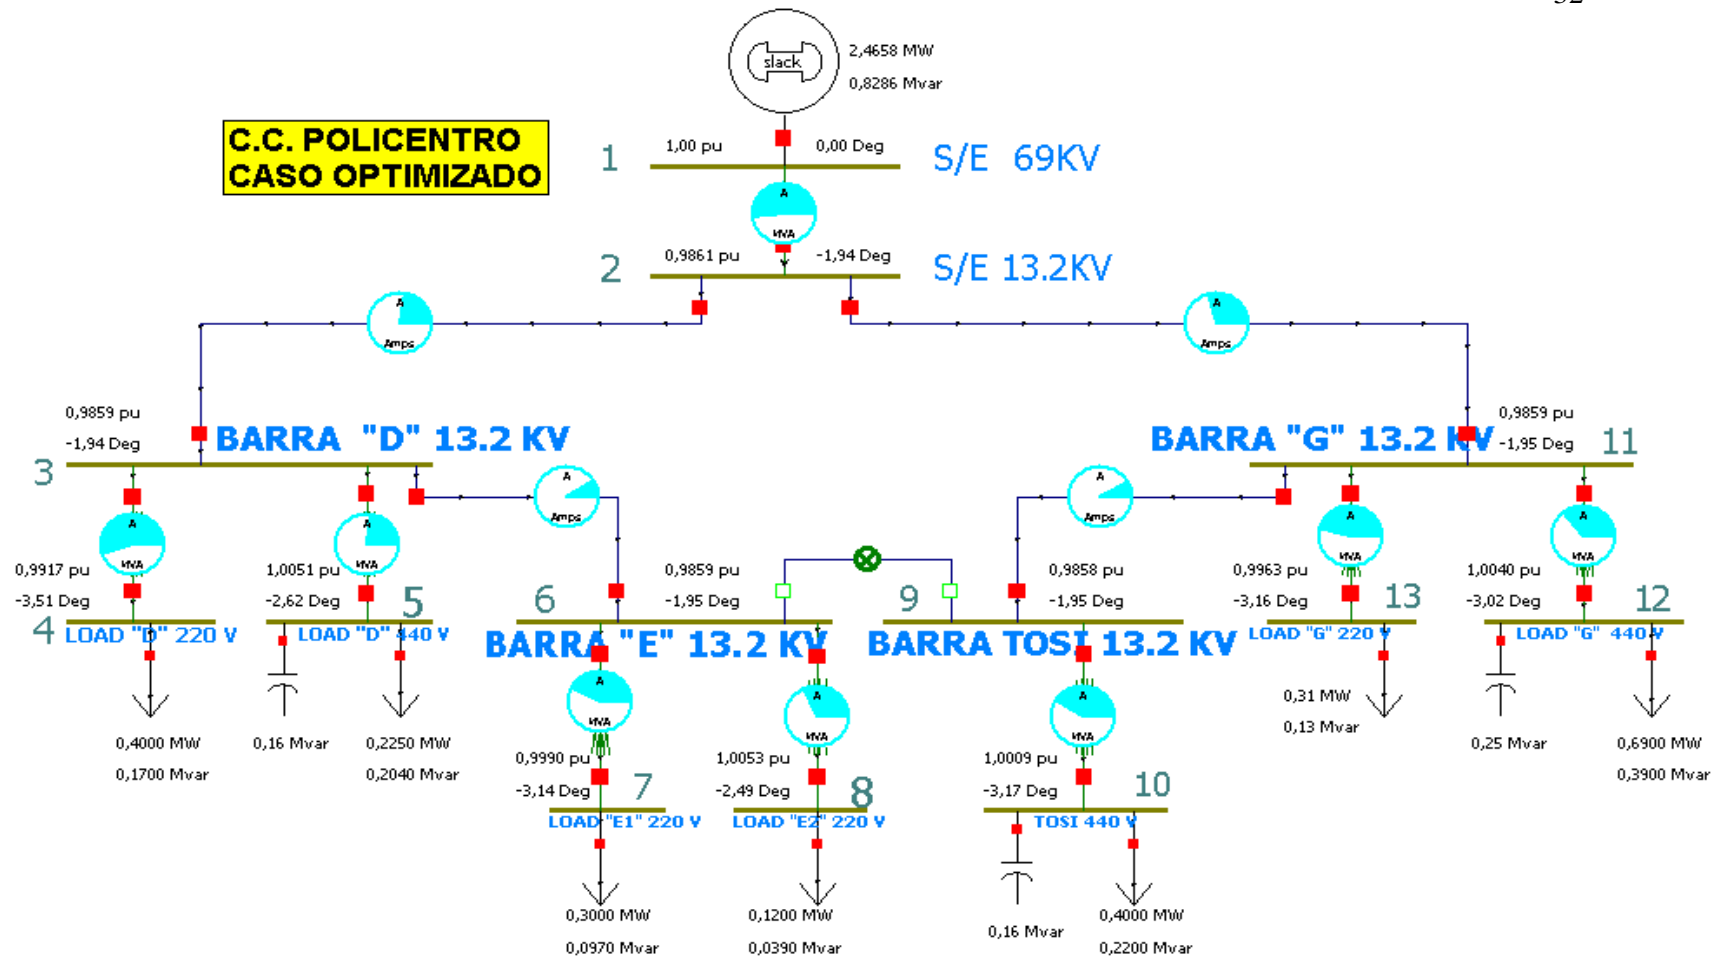 32
slack
2,4658 MW
0,8286 Mvar
C.C. POLICENTRO
CASO OPTIMIZADO
1
1,00 pu
0,00 Deg
S/E 69KV
A
MVA
2
0,9861 pu
-1,94 Deg
S/E 13.2KV
A
Amps
A
Amps
0,9859 pu
-1,94 Deg
BARRA "D" 13.2 KV
3
BARRA "G" 13.2 KV
0,9859 pu
-1,95 Deg
11
A
MVA
A
MVA
A
Amps
A
Amps
A
MVA
A
MVA
0,9917 pu
-3,51 Deg
4
LOAD "D" 220 V
1,0051 pu
-2,62 Deg
5
LOAD "D" 440 V
6
0,9859 pu
-1,95 Deg
BARRA "E" 13.2 KV
9
0,9858 pu
-1,95 Deg
BARRA TOSI 13.2 KV
0,9963 pu
-3,16 Deg
13
LOAD "G" 220 V
1,0040 pu
-3,02 Deg
12
LOAD "G" 440 V
0,4000 MW
0,1700 Mvar
0,16 Mvar
0,2250 MW
0,2040 Mvar
A
MVA
A
MVA
A
MVA
0,31 MW
0,13 Mvar
0,25 Mvar
0,6900 MW
0,3900 Mvar
0,9990 pu
-3,14 Deg
7
LOAD "E1" 220 V
1,0053 pu
-2,49 Deg
8
LOAD "E2" 220 V
1,0009 pu
-3,17 Deg
10
TOSI 440 V
0,3000 MW
0,0970 Mvar
0,1200 MW
0,0390 Mvar
0,16 Mvar
0,4000 MW
0,2200 Mvar